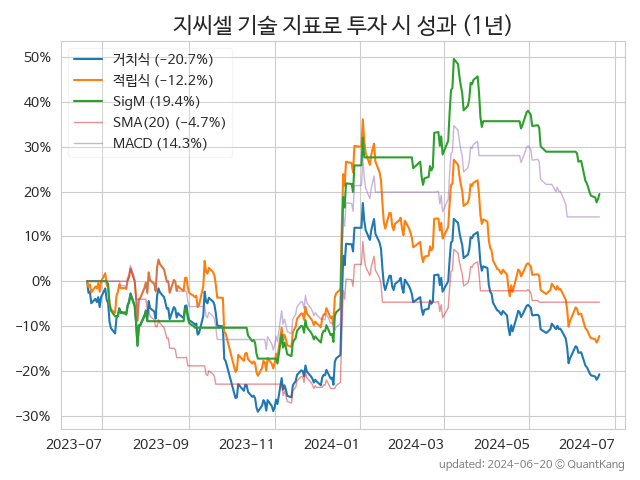 지씨셀 기술 지표로 투자 시 성과 (1년)
50%
40%
30%
20%
10%
0%
−10%
−20%
−30%
거치식 (−20.7%)
적립식 (−12.2%)
SigM (19.4%)
SMA(20) (−4.7%)
MACD (14.3%)
2023-07
2023-09
2023-11
2024-01
2024-03
2024-05
2024-07
updated: 2024-06-20 © QuantKang